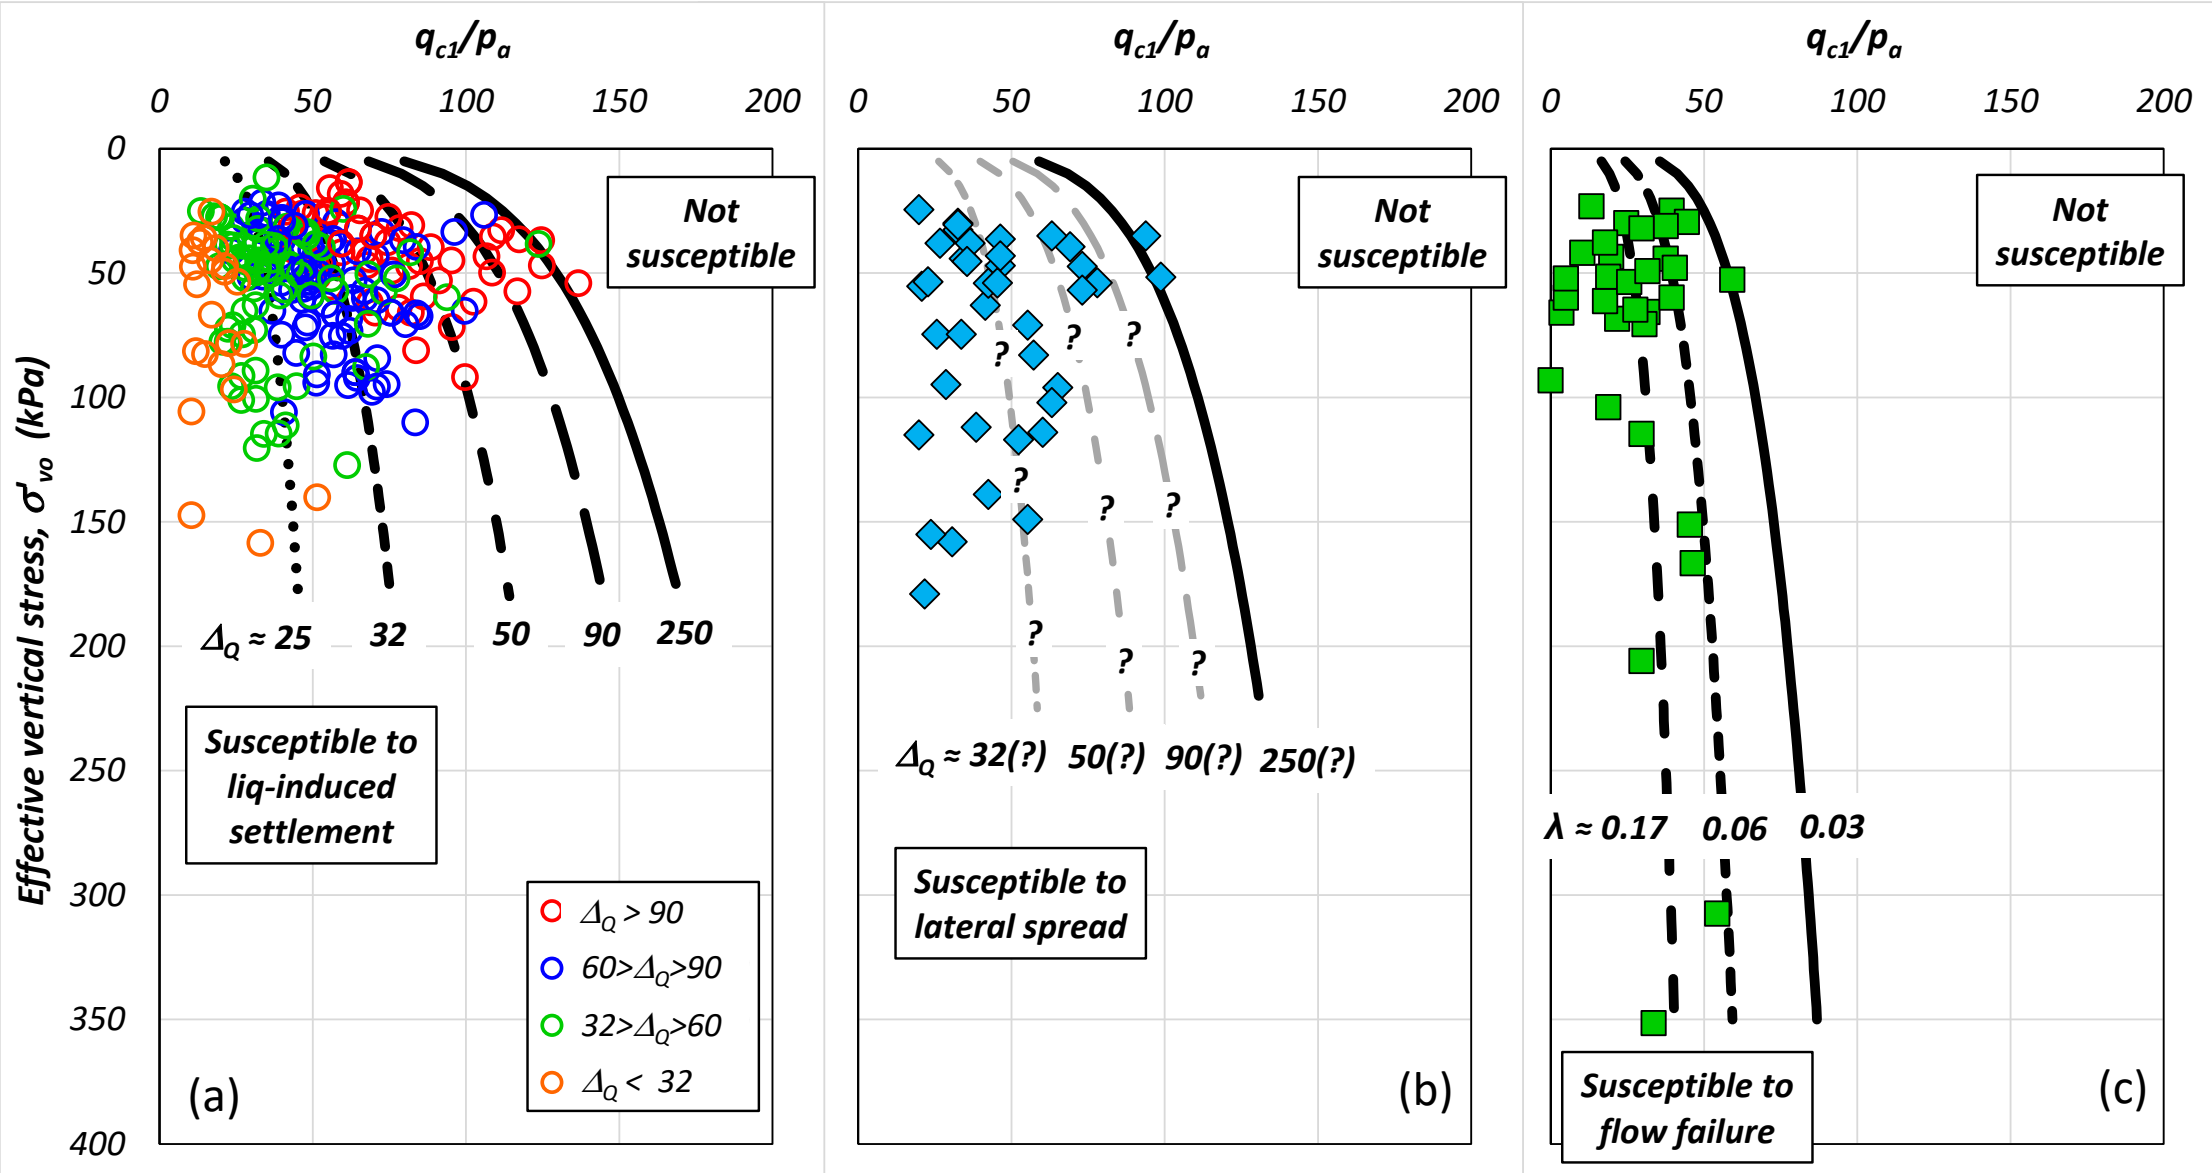 q_c1/p_a
0 50 100 150 200
0
50
100
150
200
250
300
350
400
Effective vertical stress, σ'_vo (kPa)
Not
susceptible
Δ_Q ≈ 25 32 50 90 250
Susceptible to
liq-induced
settlement
Δ_Q > 90
60>Δ_Q>90
32>Δ_Q>60
Δ_Q < 32
(a)
q_c1/p_a
0 50 100 150 200
Not
susceptible
? ? ?
? ? ?
? ? ?
Δ_Q ≈ 32(?) 50(?) 90(?) 250(?)
Susceptible to
lateral spread
(b)
q_c1/p_a
0 50 100 150 200
Not
susceptible
λ ≈ 0.17 0.06 0.03
Susceptible to
flow failure
(c)